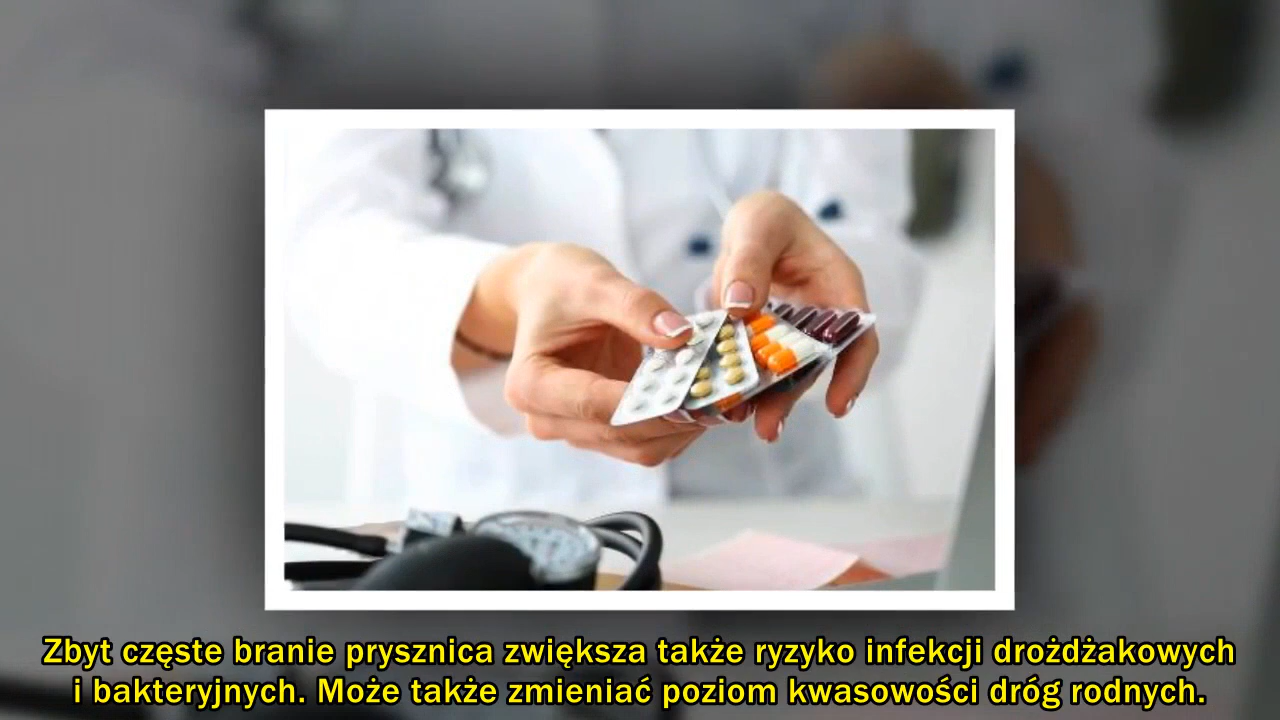 Zbyt częste branie prysznica zwiększa także ryzyko infekcji drożdżakowych
i bakteryjnych. Może także zmieniać poziom kwasowości dróg rodnych.